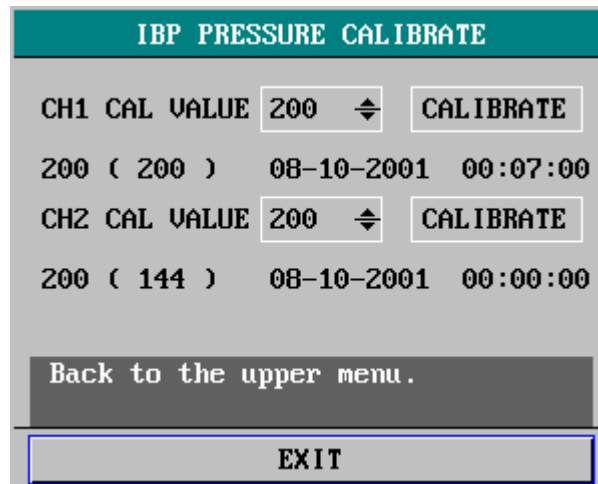 IBP PRESSURE CALIBRATE
CH1 CAL VALUE 200 CALIBRATE
200 ( 200 ) 08-10-2001 00:07:00
CH2 CAL VALUE 200 CALIBRATE
200 ( 144 ) 08-10-2001 00:00:00
Back to the upper menu.
EXIT